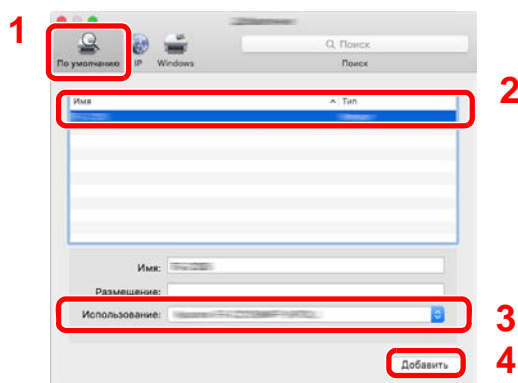 1
По умолчанию IP Windows
Поиск
Поиск
2
Имя Тип
Имя:
Размещение:
Использование:
3
Добавить
4